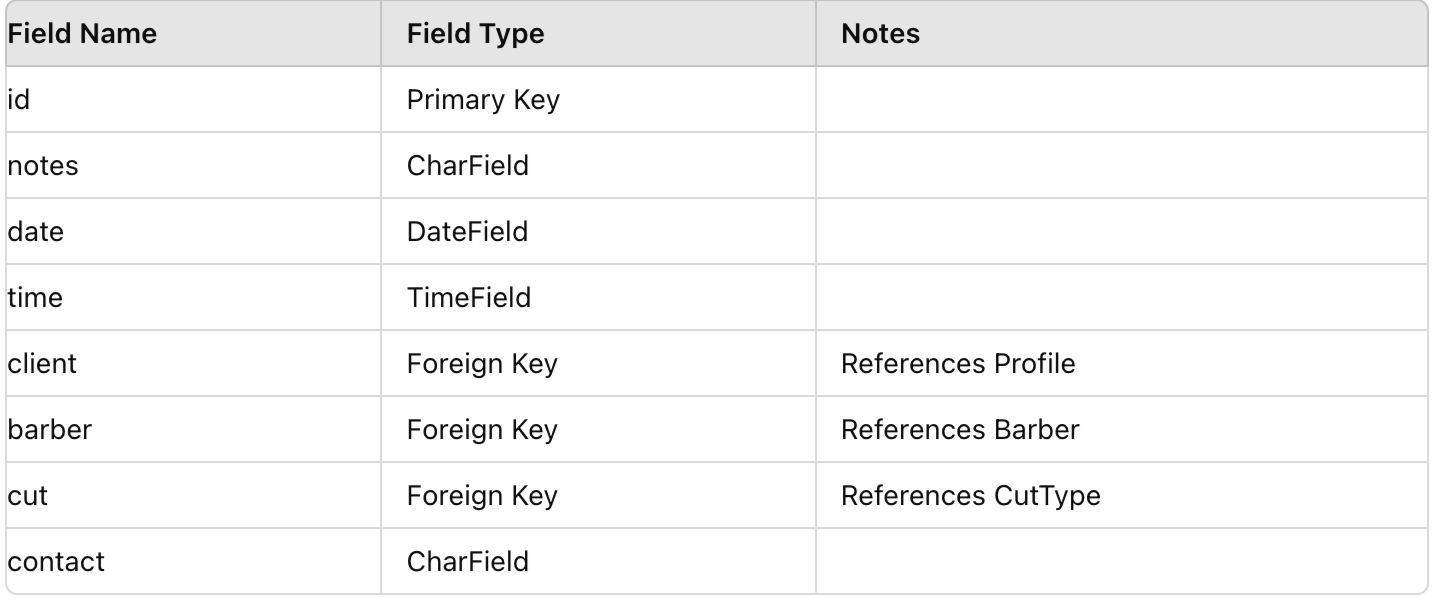 Field Name Field Type Notes
id Primary Key
notes CharField
date DateField
time TimeField
client Foreign Key References Profile
barber Foreign Key References Barber
cut Foreign Key References CutType
contact CharField